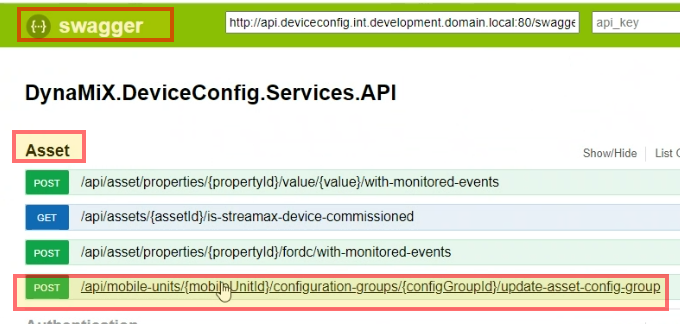 swagger
http://api.deviceconfig.int.development.domain.local:80/swagge
api_key
DynaMiX.DeviceConfig.Services.API
Asset
Show/Hide
List
POST /api/asset/properties/{propertyId}/value/{value}/with-monitored-events
GET /api/assets/{assetId}/is-streamax-device-commissioned
POST /api/asset/properties/{propertyId}/fordc/with-monitored-events
POST /api/mobile-units/{mobileUnitId}/configuration-groups/{configGroupId}/update-asset-config-group
Authentication